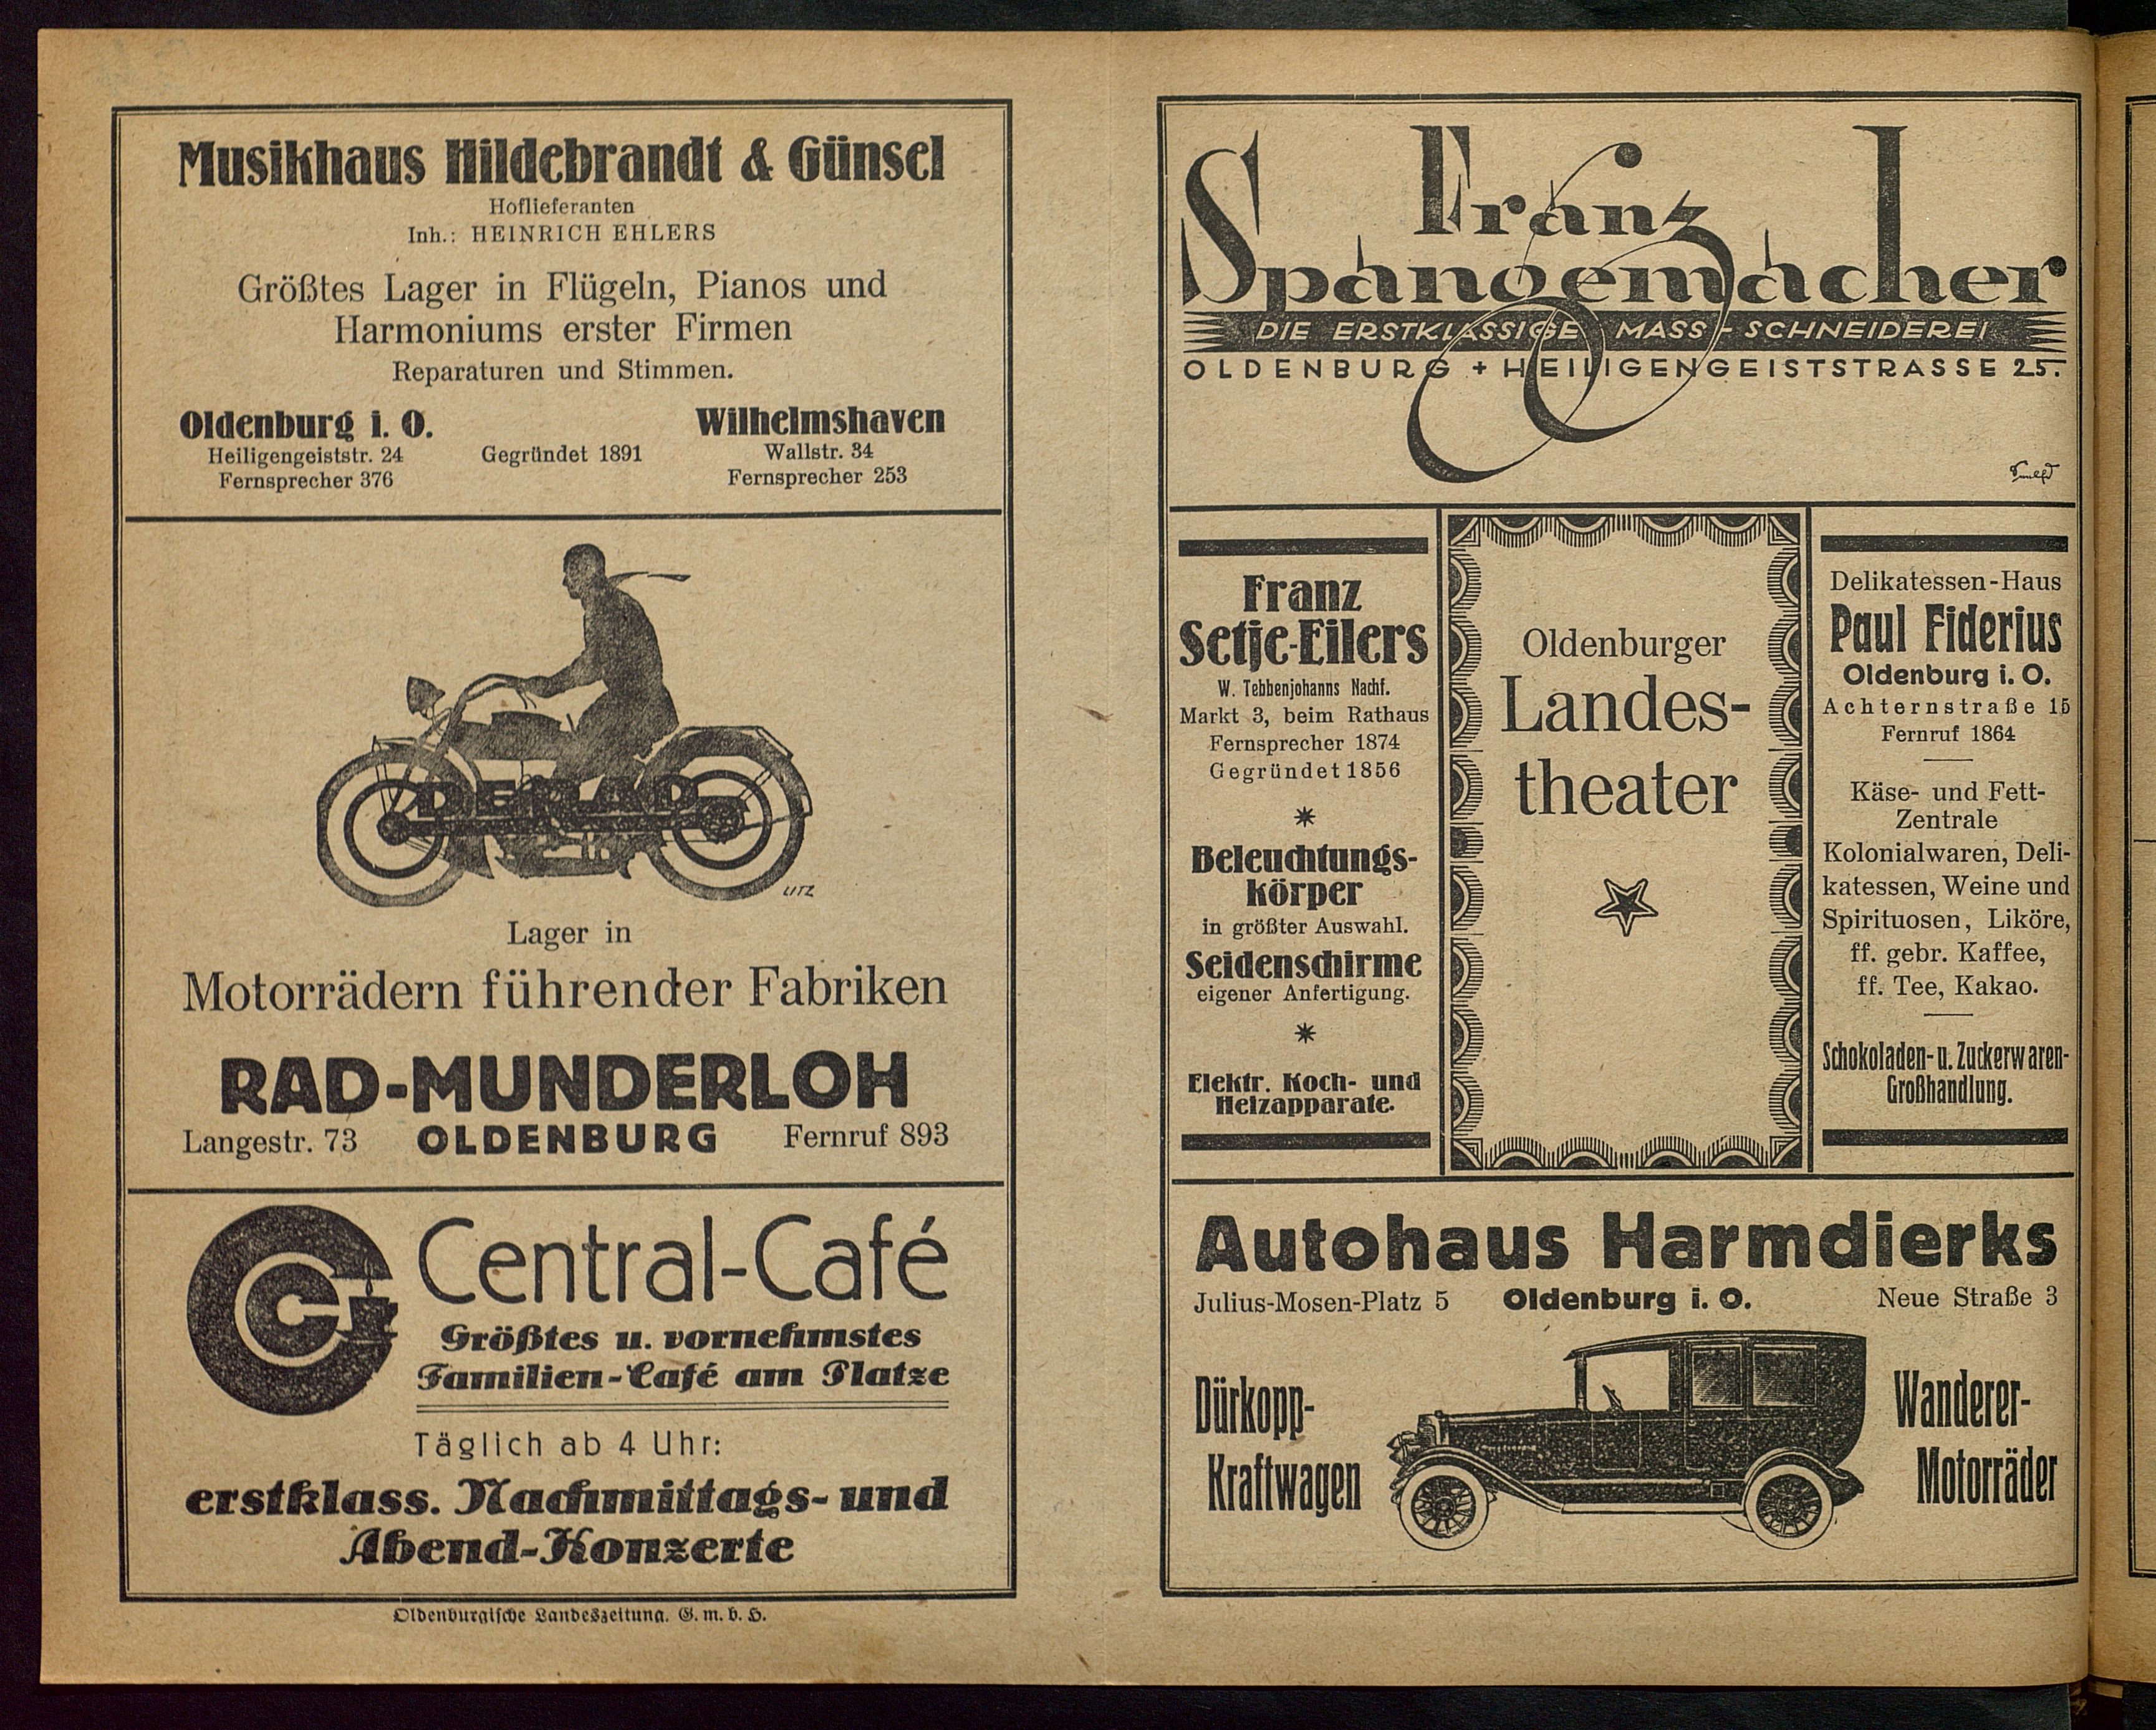 Musikhaus Hildebrandt & Günsel
Hoflieferanten
Inh.: HEINRICH EHLERS
Größtes Lager in Flügeln, Pianos und
Harmoniums erster Firmen
Reparaturen und Stimmen.
Oldenburg i. O.
Heiligengeiststr. 24
Fernsprecher 376
Gegründet 1891
Wilhelmshaven
Wallstr. 34
Fernsprecher 253
DERAD
LITZ
Lager in
Motorrädern führender Fabriken
RAD-MUNDERLOH
Langestr. 73 OLDENBURG Fernruf 893
Central-Café
Größtes u. vornehmstes
Familien-Café am Platze
Täglich ab 4 Uhr:
erstklass. Nachmittags- und
Abend-Konzerte
Oldenburgische Landeszeitung. G. m. b. H.
Franz
Spangemacher
DIE ERSTKLASSIGE MASS-SCHNEIDEREI
OLDENBURG + HEILIGENGEISTSTRASSE 25.
Franz
Setje-Eilers
W. Tebbenjohanns Nachf.
Markt 3, beim Rathaus
Fernsprecher 1874
Gegründet 1856
Beleuchtungs-
körper
in größter Auswahl.
Seidenschirme
eigener Anfertigung.
Elektr. Koch- und
Heizapparate.
Oldenburger
Landes-
theater
Delikatessen-Haus
Paul Fiderius
Oldenburg i. O.
Achternstraße 15
Fernruf 1864
Käse- und Fett-
Zentrale
Kolonialwaren, Deli-
katessen, Weine und
Spirituosen, Liköre,
ff. gebr. Kaffee,
ff. Tee, Kakao.
Schokoladen- u. Zuckerwaren-
Großhandlung.
Autohaus Harmdierks
Julius-Mosen-Platz 5 Oldenburg i. O. Neue Straße 3
Dürkopp-
Kraftwagen
Wanderer-
Motorräder